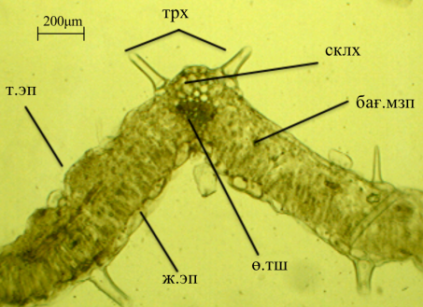 трх
200µm
склх
т.эп
бағ.мзп
ө.тш
ж.эп